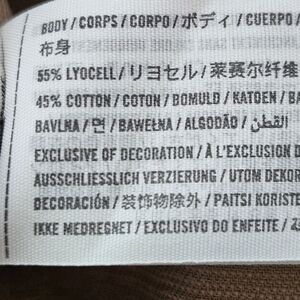 BODY / CORPS / CORPO / ボディ / CUERPO /
布身
55% LYOCELL / リヨセル / 莱赛尔纤维
45% COTTON / COTON / BOMULD / KATOEN /
BAVLNA / 면 / BAWEŁNA / ALGODÃO / القطن /
EXCLUSIVE OF DECORATION / À L'EXCLUSION
AUSSCHLIESSLICH VERZIERUNG / UTOM DEKOR
DECORACIÓN / 装饰物除外 / PAITSI KORISTE
IKKE MEDREGNET / EXCLUSIVO DO ENFEITE /